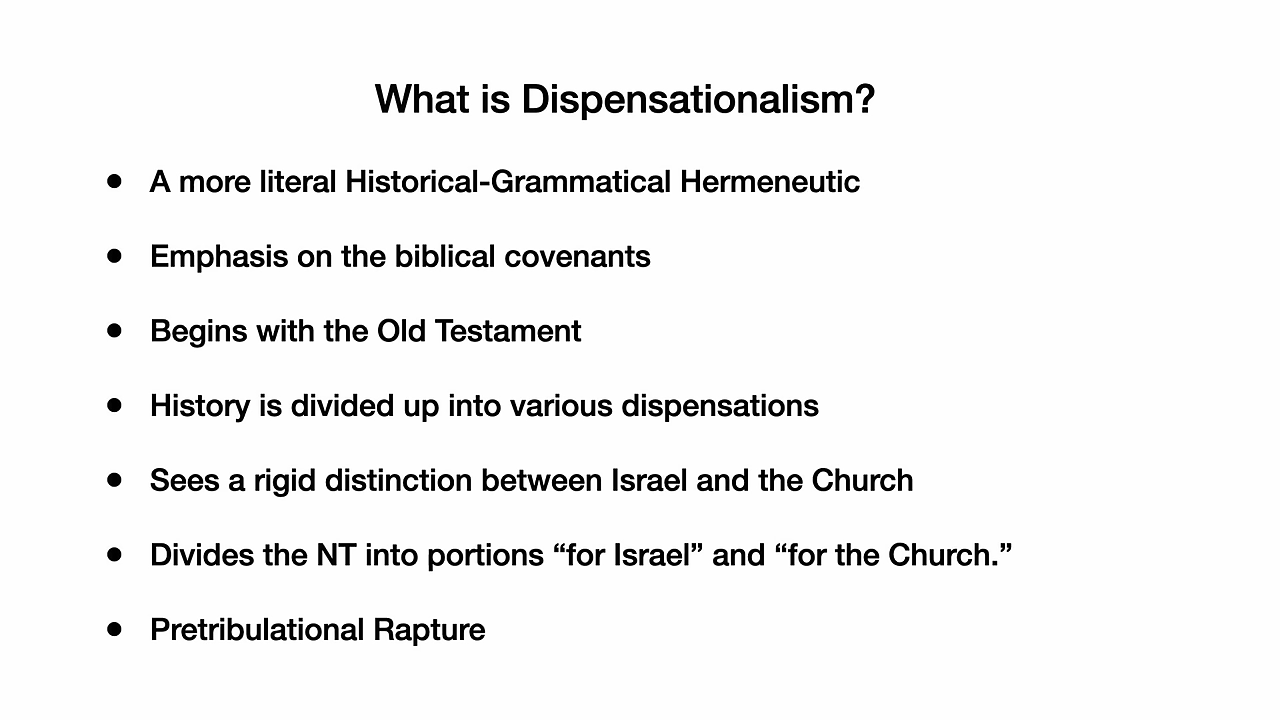 What is Dispensationalism?
● A more literal Historical-Grammatical Hermeneutic
● Emphasis on the biblical covenants
● Begins with the Old Testament
● History is divided up into various dispensations
● Sees a rigid distinction between Israel and the Church
● Divides the NT into portions “for Israel” and “for the Church.”
● Pretribulational Rapture